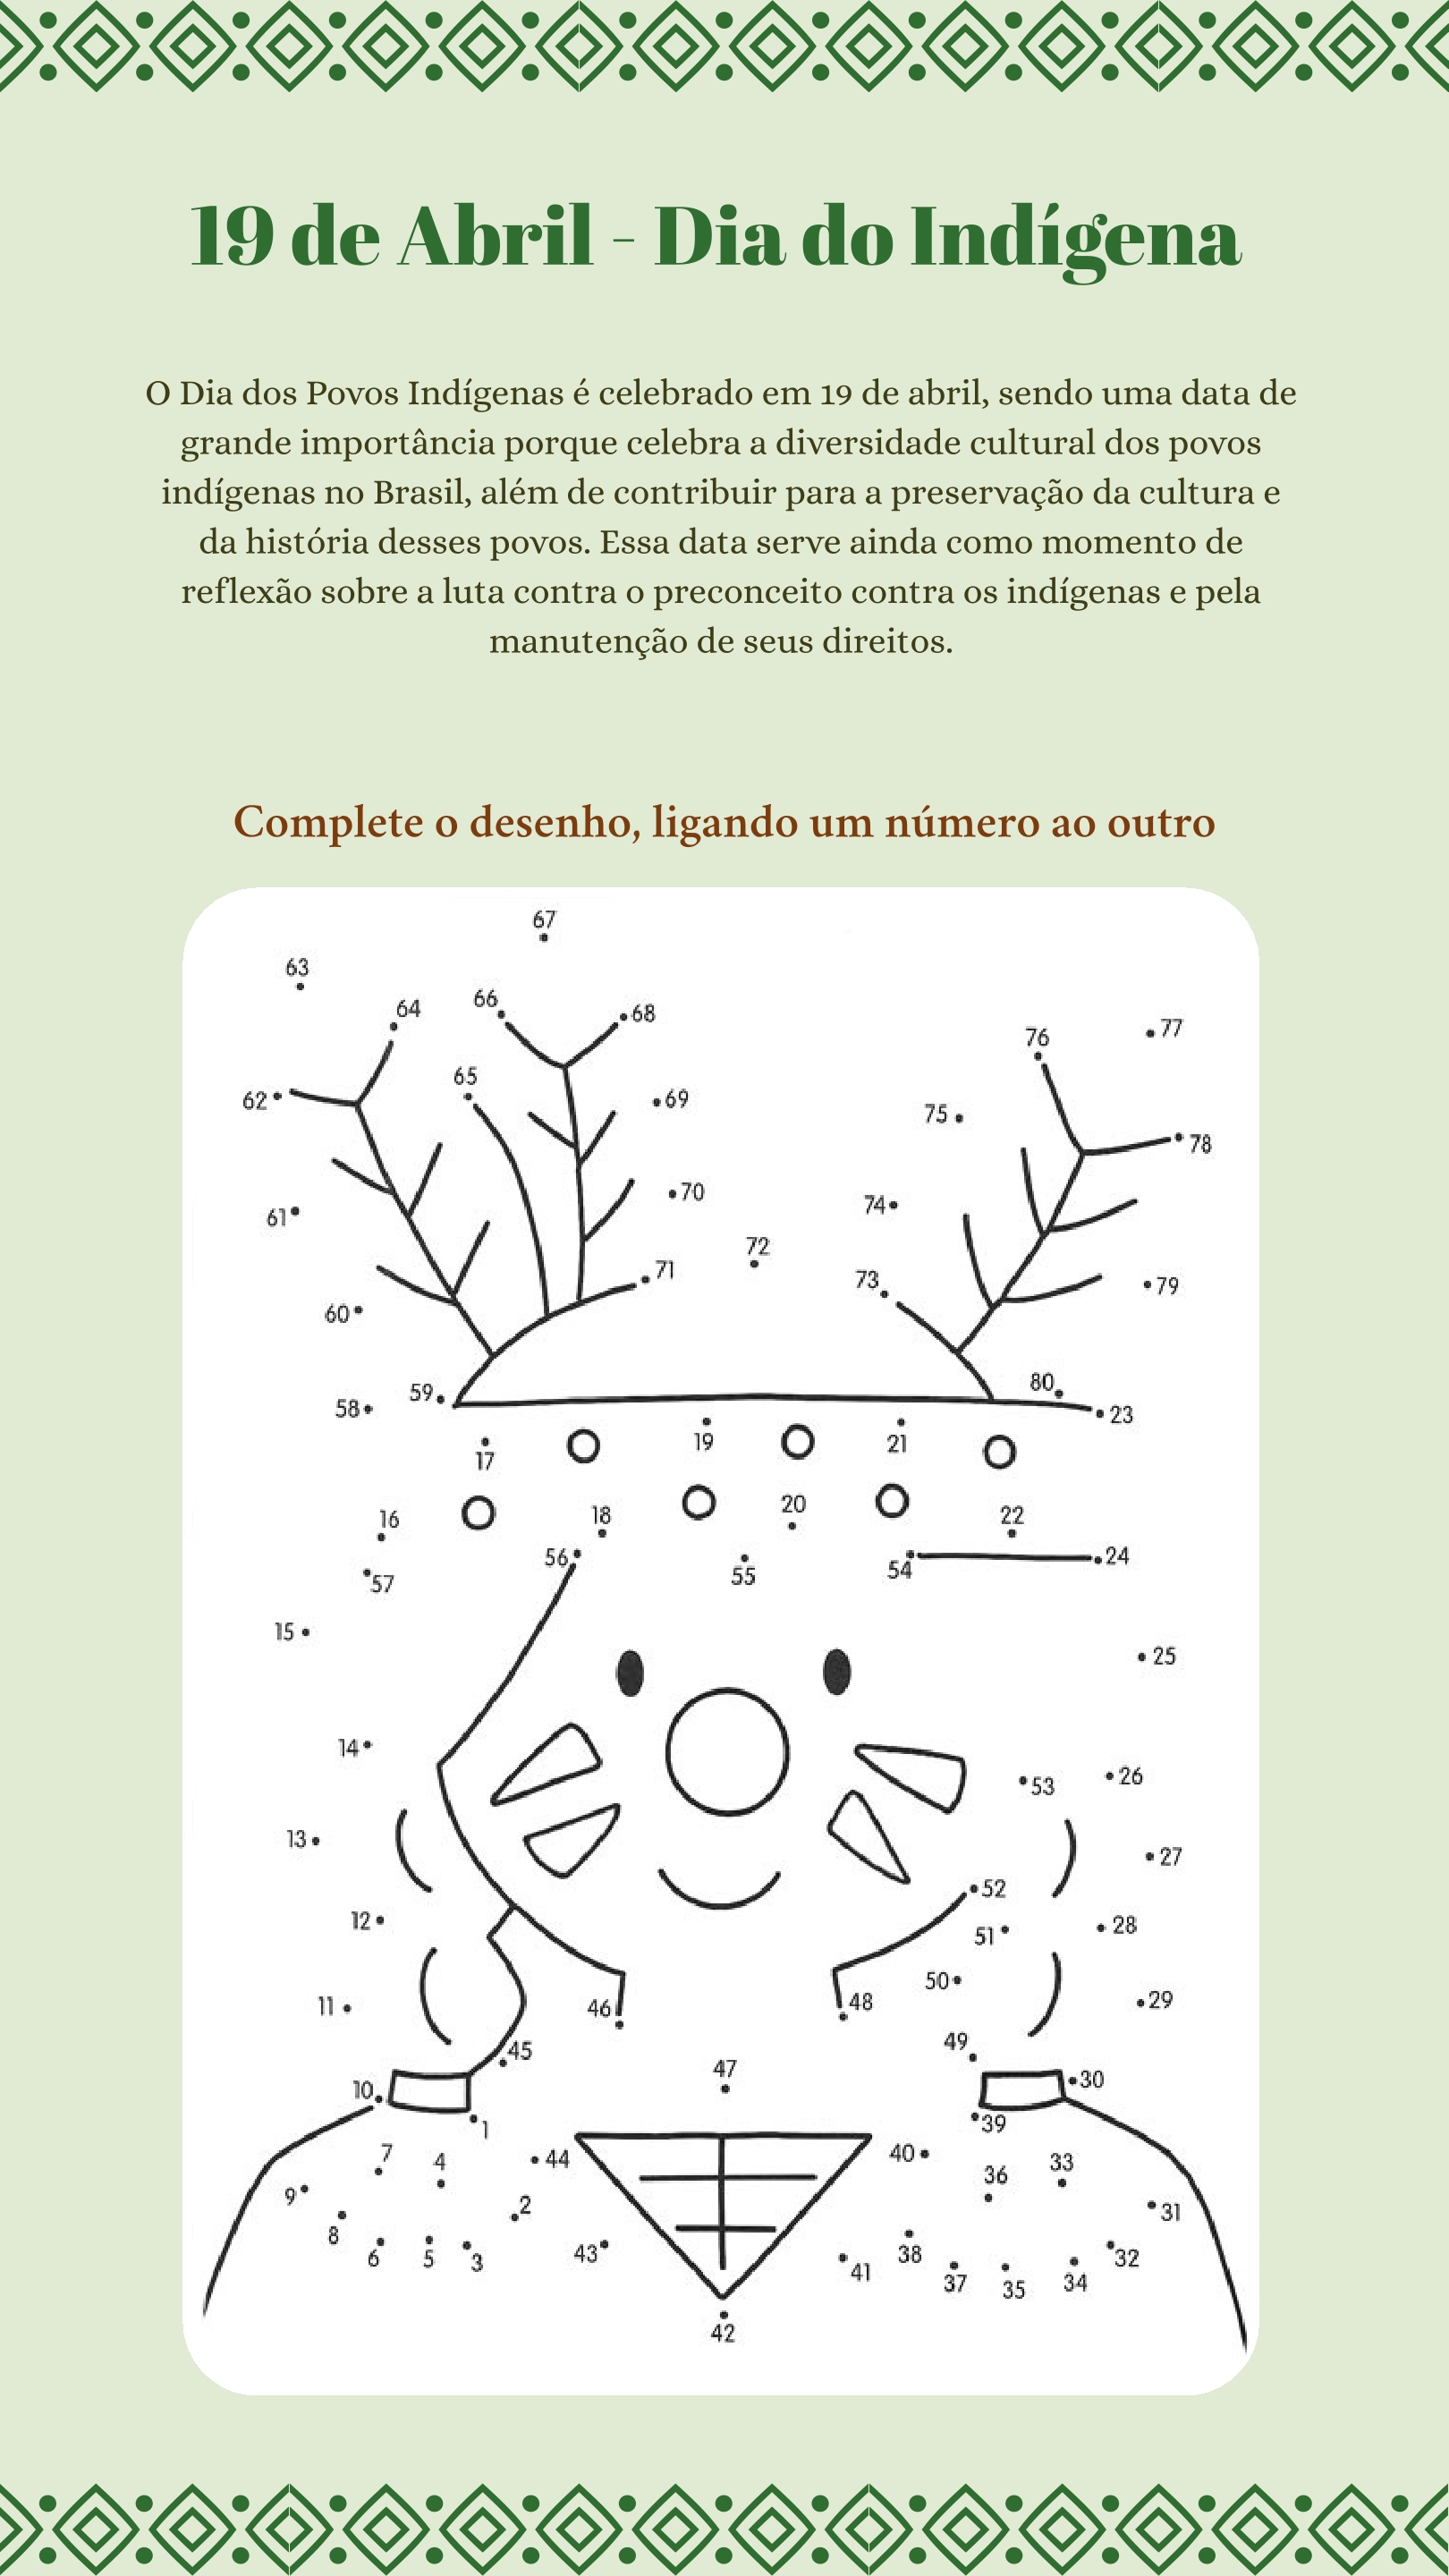 19 de Abril - Dia do Indígena
O Dia dos Povos Indígenas é celebrado em 19 de abril, sendo uma data de
grande importância porque celebra a diversidade cultural dos povos
indígenas no Brasil, além de contribuir para a preservação da cultura e
da história desses povos. Essa data serve ainda como momento de
reflexão sobre a luta contra o preconceito contra os indígenas e pela
manutenção de seus direitos.
Complete o desenho, ligando um número ao outro
67
63
64 66 68
76 77
65
62 69
75
78
70
74
61
72
71 73 79
60
80
59
58 23
19 21
17
20
16 18 22
56 54 24
55
57
15
25
14
53 26
13
27
52
12 51 28
50
11 46 48 29
49
45
47
10 30
1 39
7 4 44 40 36 33
9 2 31
8
6 5 3 43 41 38 37 35 34 32
42